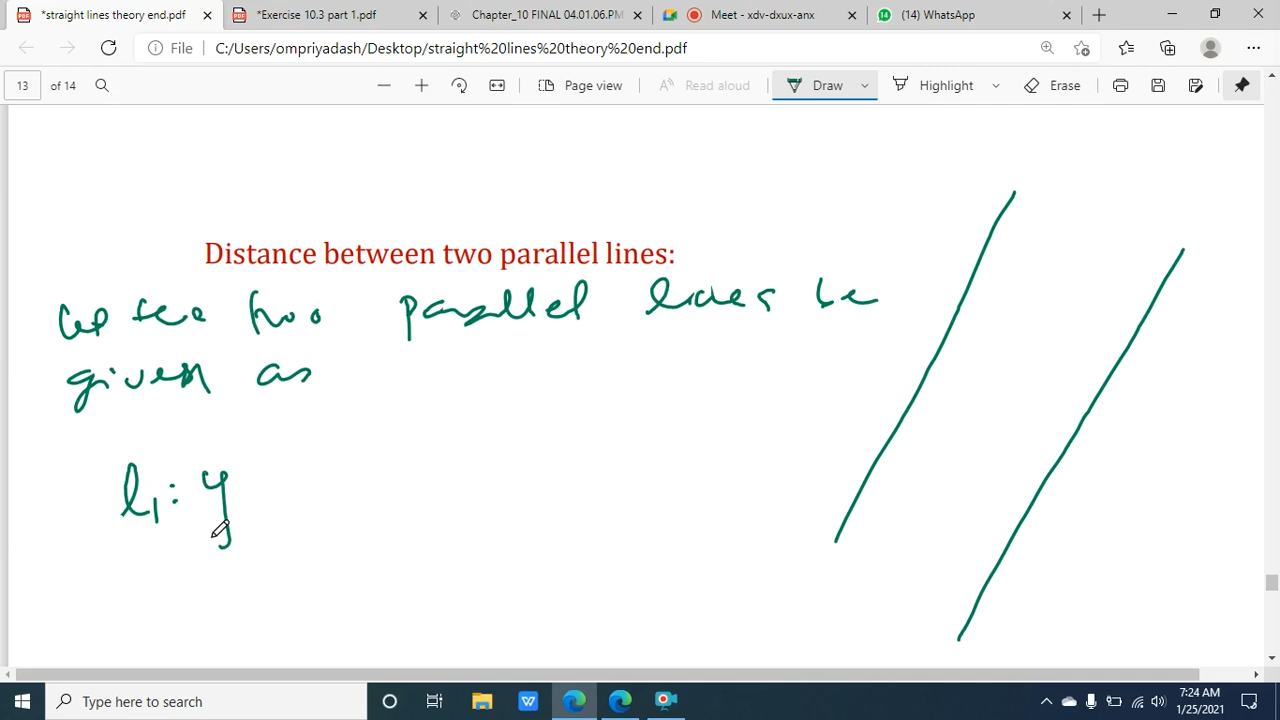 *straight lines theory end.pdf
*Exercise 10.3 part 1.pdf
Chapter_10 FINAL 04.01.06.PM
Meet - xdv-dxux-anx
(14) WhatsApp
File C:/Users/ompriyadash/Desktop/straight%20lines%20theory%20end.pdf
13 of 14 Page view Read aloud Draw Highlight Erase
Distance between two parallel lines:
Let the two parallel lines be
given as
l1: y
Type here to search
7:24 AM
1/25/2021